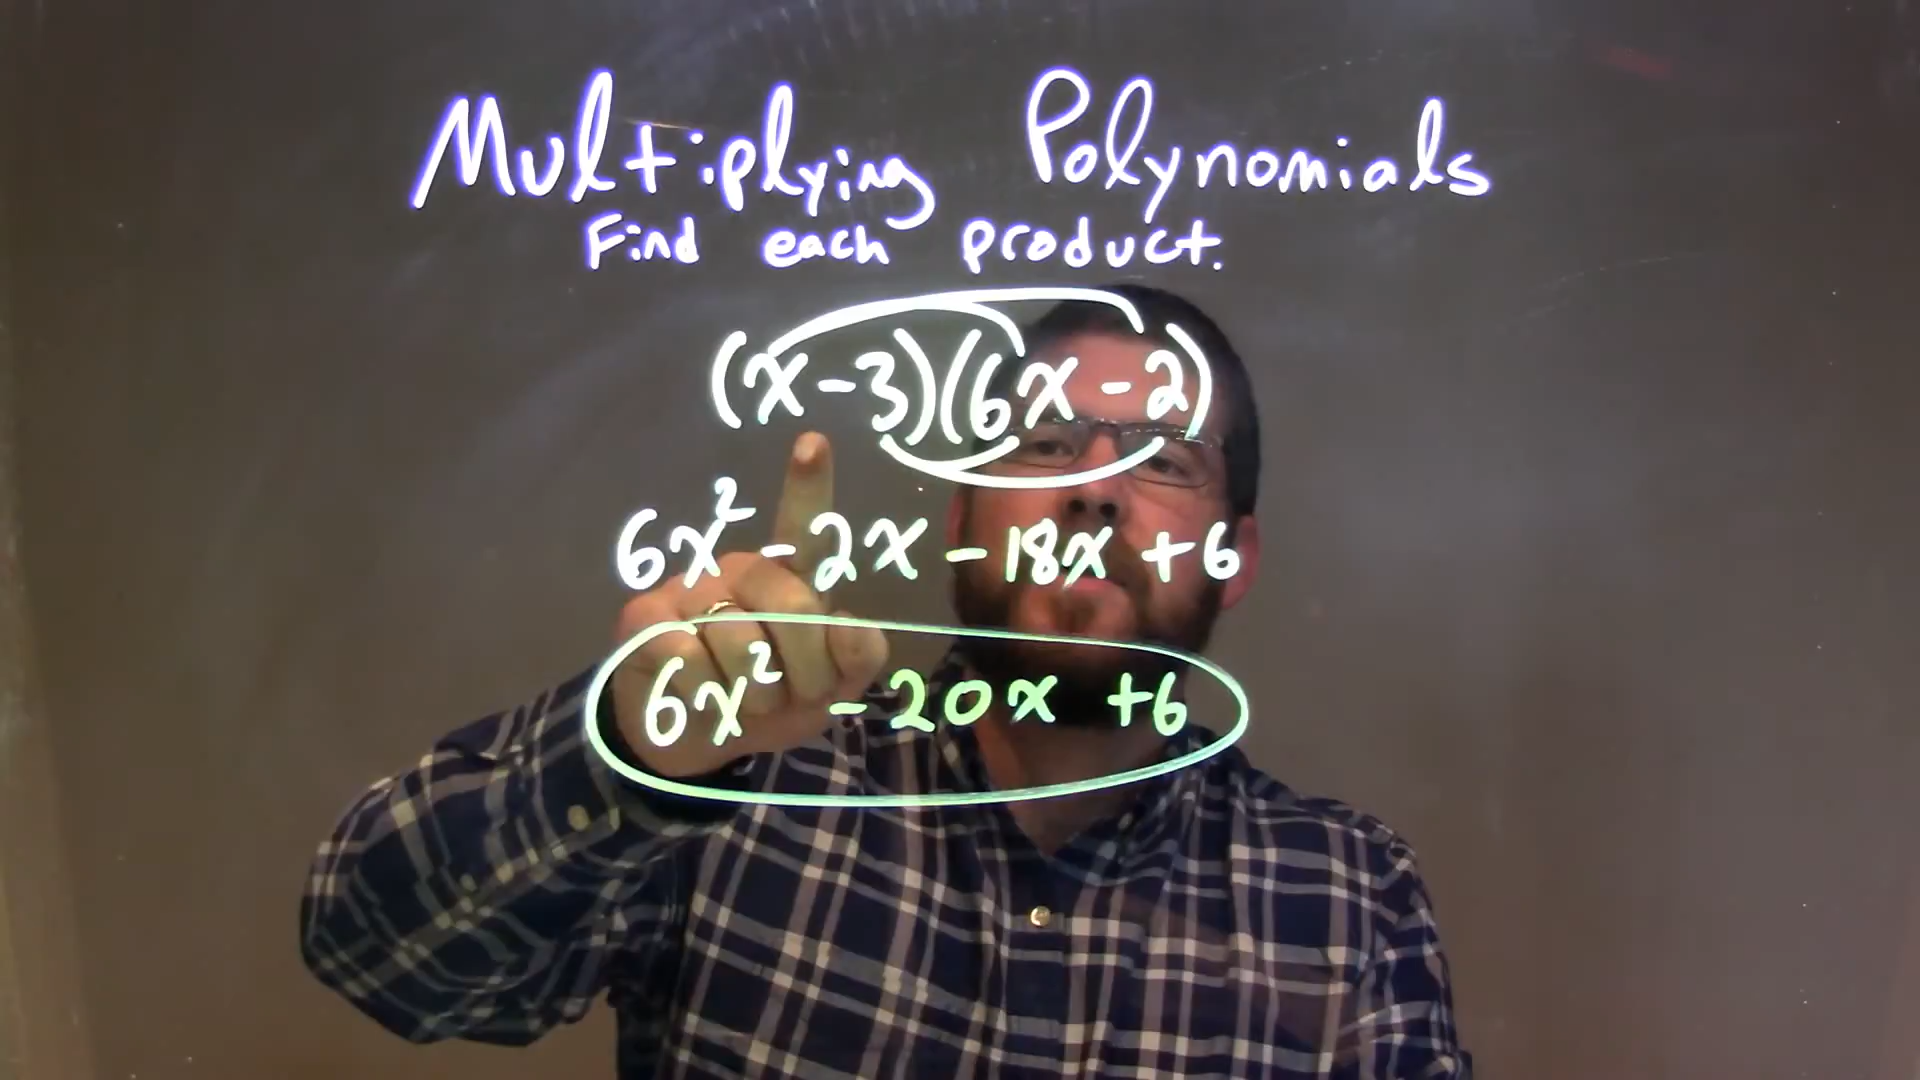 Multiplying Polynomials
Find each product.
(x-3)(6x-2)
6x²-2x-18x+6
6x²-20x+6